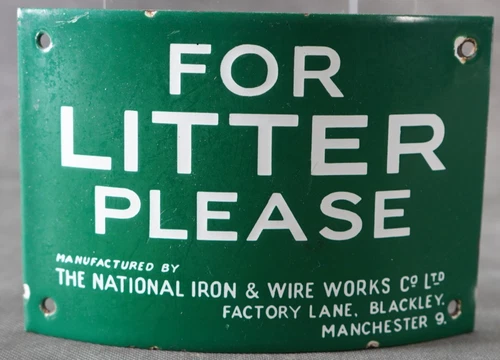 FOR
LITTER
PLEASE
MANUFACTURED BY
THE NATIONAL IRON & WIRE WORKS Cº LTD
FACTORY LANE, BLACKLEY.
MANCHESTER 9.